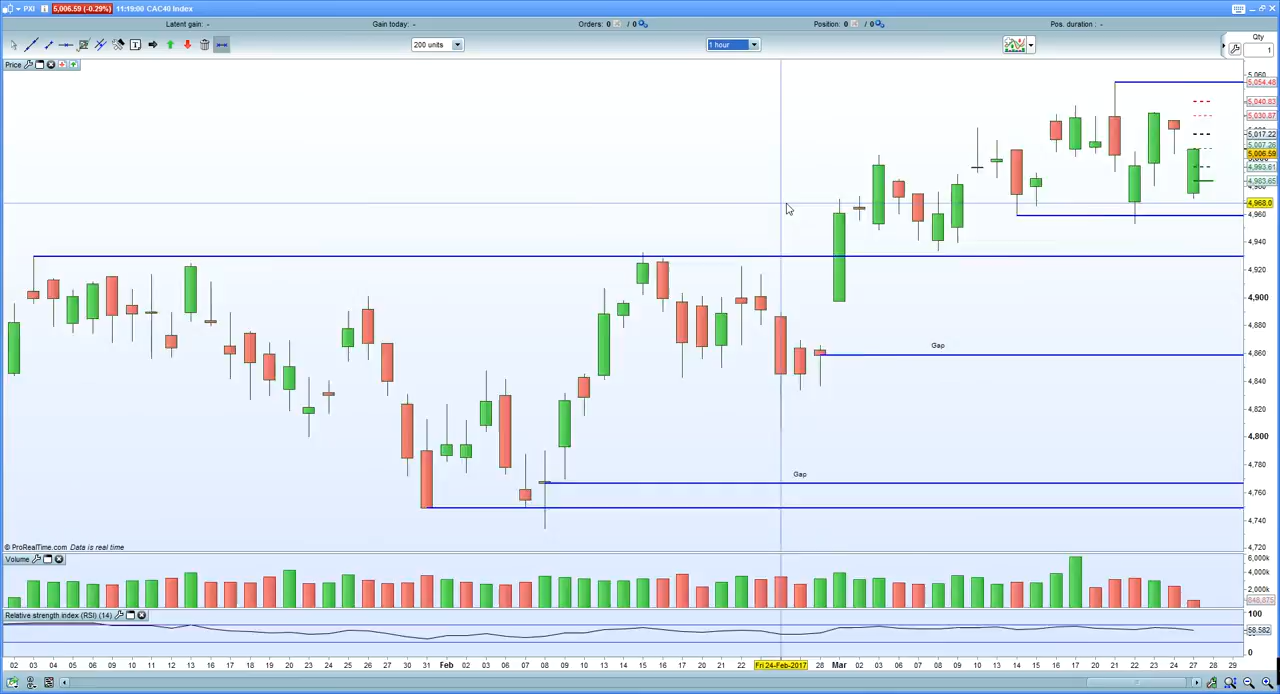 PXI 5,006.59 (-0.29%) 11:19:00 CAC40 Index
Latent gain: - Gain today: - Orders: 0 / 0 Position: 0 / 0 Pos. duration : -
200 units 1 hour Qty
1
Price
5,060
5,054.48
5,040.83
5,030.87
5,017.22
5,007.26
5,006.59
4,993.61
4,983.65
4,968.0
4,960
4,940
4,920
4,900
4,880
4,860
4,840
4,820
4,800
4,780
4,760
4,740
4,720
Gap
Gap
© ProRealTime.com Data is real time
Volume
6,000k
4,000k
2,000k
848,675
Relative strength index (RSI) (14)
100
58.582
0
02 03 04 05 06 09 10 11 12 13 16 17 18 19 20 23 24 25 26 27 30 31 Feb 02 03 06 07 08 09 10 13 14 15 16 17 20 21 22 Fri 24-Feb-2017 28 Mar 02 03 06 07 08 09 10 13 14 15 16 17 20 21 22 23 24 27 28 29